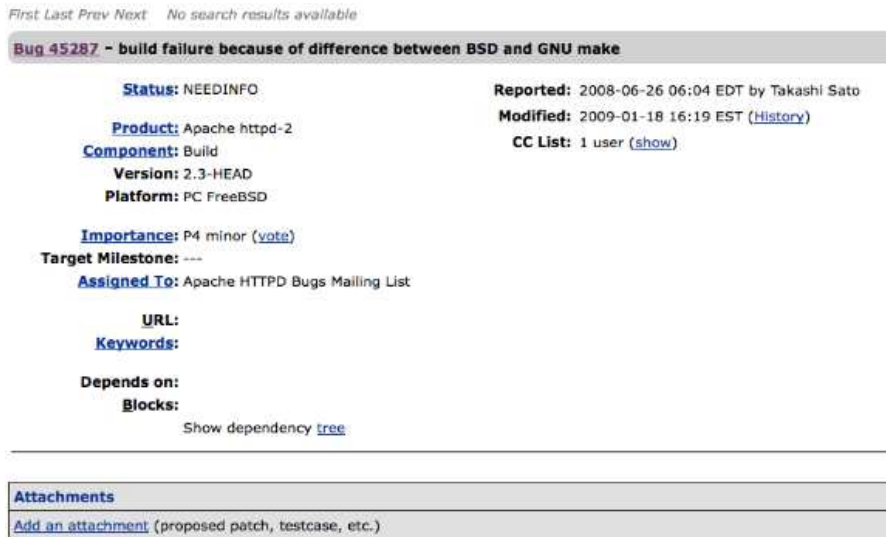 First Last Prev Next No search results available
Bug 45287 - build failure because of difference between BSD and GNU make
Status: NEEDINFO
Product: Apache httpd-2
Component: Build
Version: 2.3-HEAD
Platform: PC FreeBSD
Importance: P4 minor (vote)
Target Milestone: ---
Assigned To: Apache HTTPD Bugs Mailing List
URL:
Keywords:
Depends on:
Blocks:
Show dependency tree
Reported: 2008-06-26 06:04 EDT by Takashi Sato
Modified: 2009-01-18 16:19 EST (History)
CC List: 1 user (show)
Attachments
Add an attachment (proposed patch, testcase, etc.)